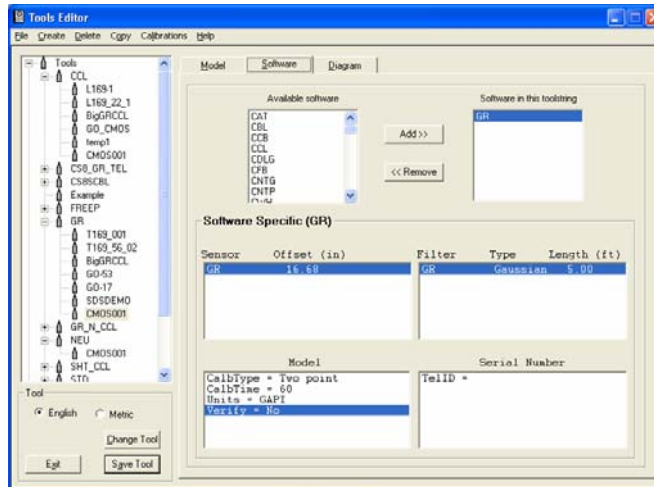 Tools Editor
File Create Delete Copy Calibrations Help
Tools
CCL
L169-1
L169_22_1
BigGRCCL
GO_CMOS
temp1
CMOS001
CS8_GR_TEL
CS8SCBL
Example
FREEP
GR
T169_001
T169_56_02
BigGRCCL
GO-53
GO-17
SDSDEMO
CMOS001
GR_N_CCL
NEU
CMOS001
SHT_CCL
STD
Tool
English Metric
Change Tool
Exit Save Tool
Model Software Diagram
Available software
CAT
CBL
CCB
CCL
CDLG
CFB
CNTG
CNTP
Add >>
<< Remove
Software in this toolstring
GR
Software Specific (GR)
Sensor Offset (in)
GR 16.68
Filter Type Length (ft)
GR Gaussian 5.00
Model
CalbType = Two point
CalbTime = 60
Units = GAPI
Verify = No
Serial Number
TelID =